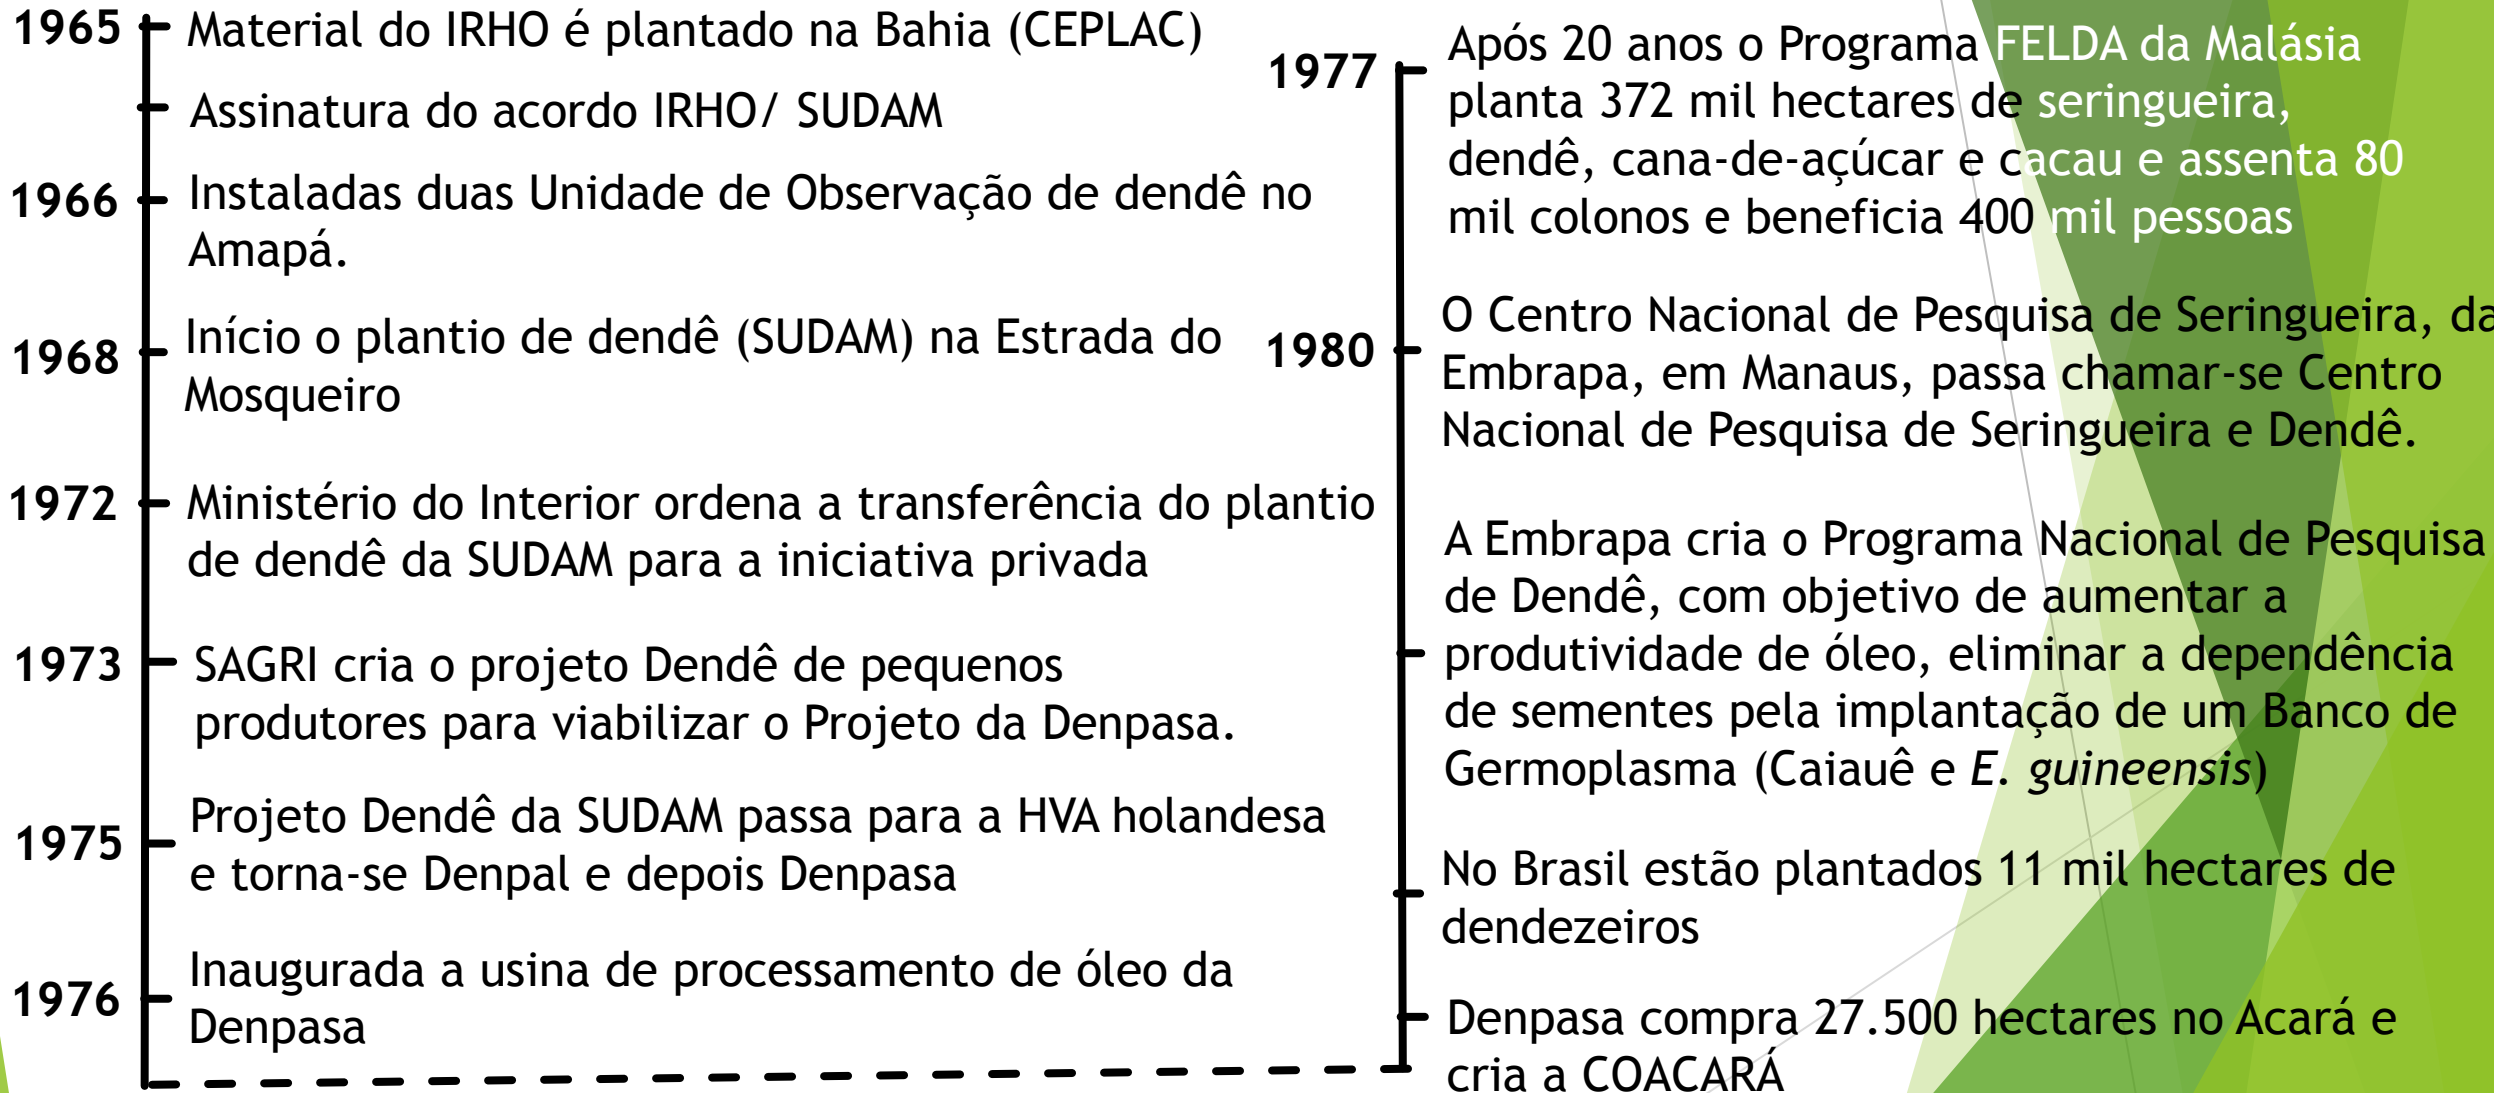 1965 Material do IRHO é plantado na Bahia (CEPLAC)
Assinatura do acordo IRHO/ SUDAM
1966 Instaladas duas Unidade de Observação de dendê no
Amapá.
1968 Início o plantio de dendê (SUDAM) na Estrada do
Mosqueiro
1972 Ministério do Interior ordena a transferência do plantio
de dendê da SUDAM para a iniciativa privada
1973 SAGRI cria o projeto Dendê de pequenos
produtores para viabilizar o Projeto da Denpasa.
1975 Projeto Dendê da SUDAM passa para a HVA holandesa
e torna-se Denpal e depois Denpasa
1976 Inaugurada a usina de processamento de óleo da
Denpasa
1977 Após 20 anos o Programa FELDA da Malásia
planta 372 mil hectares de seringueira,
dendê, cana-de-açúcar e cacau e assenta 80
mil colonos e beneficia 400 mil pessoas
1980 O Centro Nacional de Pesquisa de Seringueira, da
Embrapa, em Manaus, passa chamar-se Centro
Nacional de Pesquisa de Seringueira e Dendê.
A Embrapa cria o Programa Nacional de Pesquisa
de Dendê, com objetivo de aumentar a
produtividade de óleo, eliminar a dependência
de sementes pela implantação de um Banco de
Germoplasma (Caiauê e E. guineensis)
No Brasil estão plantados 11 mil hectares de
dendezeiros
Denpasa compra 27.500 hectares no Acará e
cria a COACARÁ